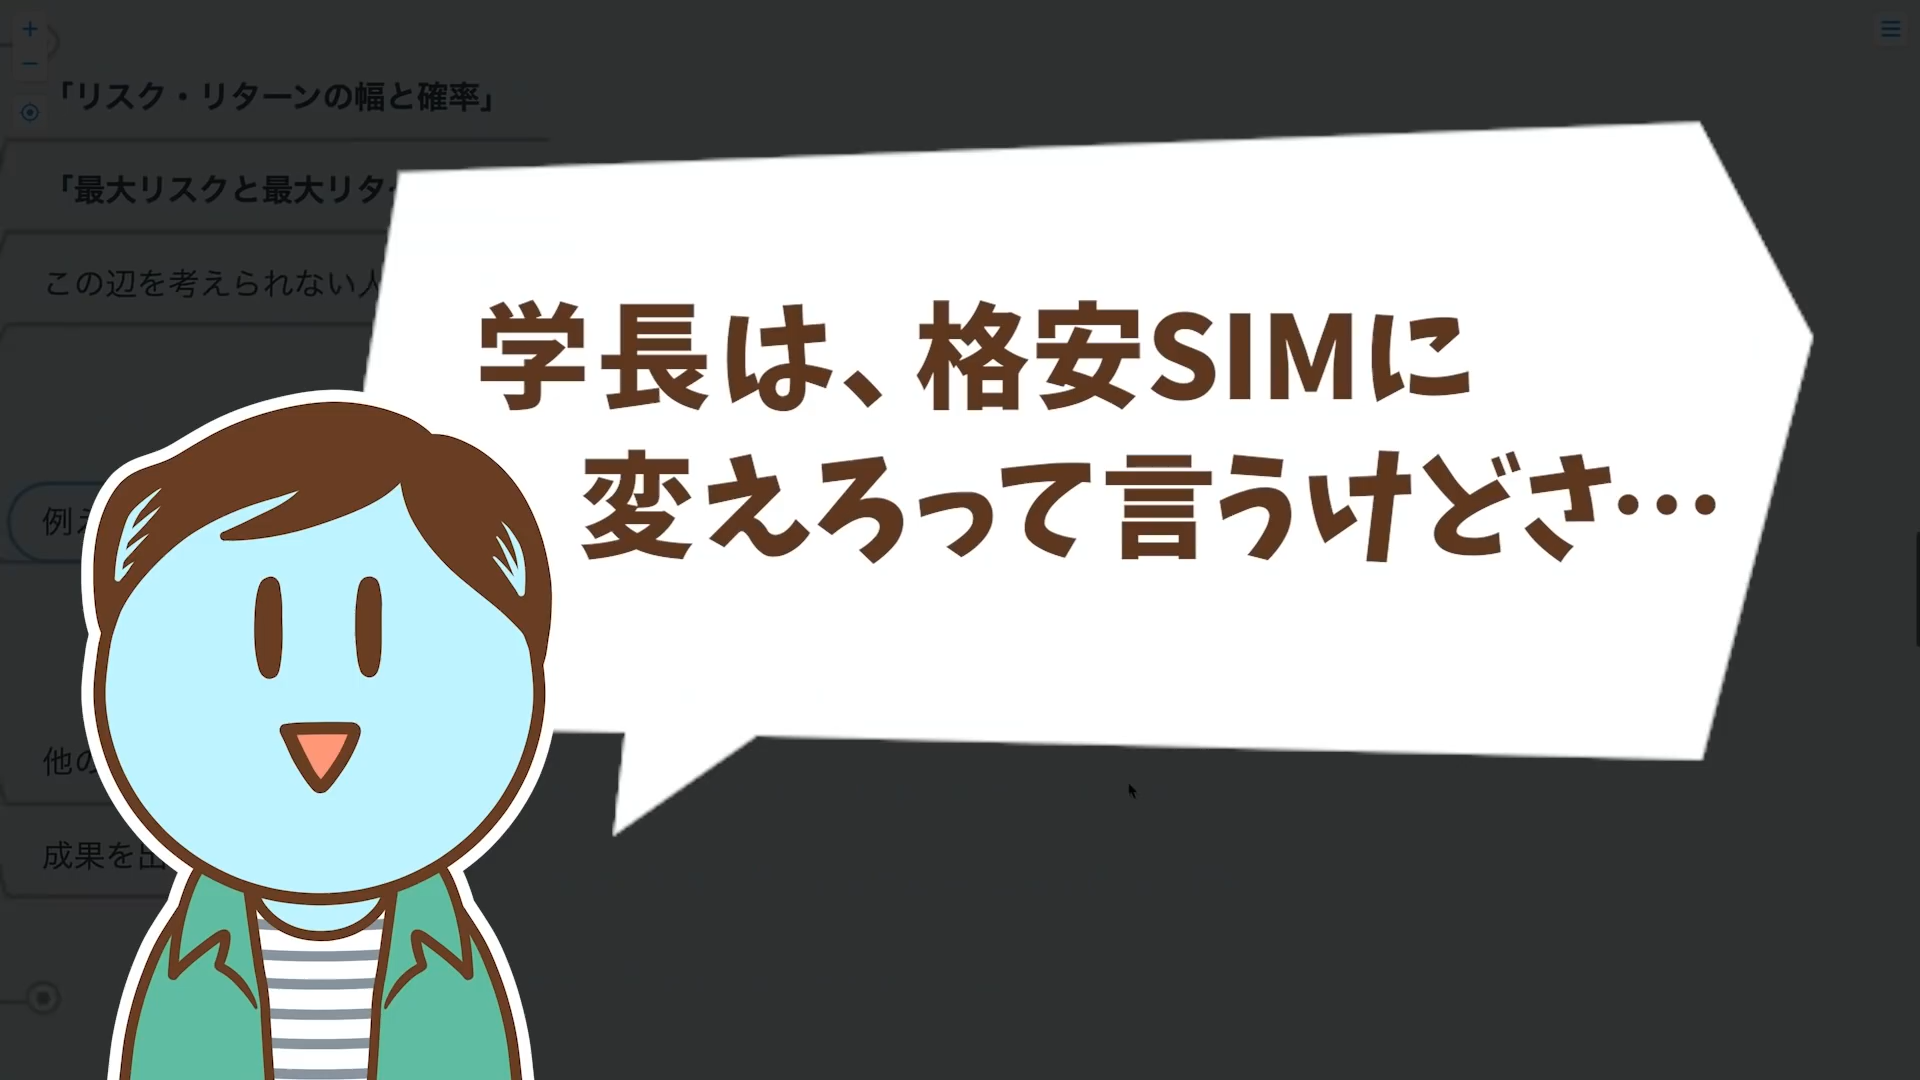 「リスク・リターンの幅と確率」
「最大リスクと最大リタ
この辺を考えられない人
学長は、格安SIMに
変えろって言うけどさ…
例え
他の
成果を出